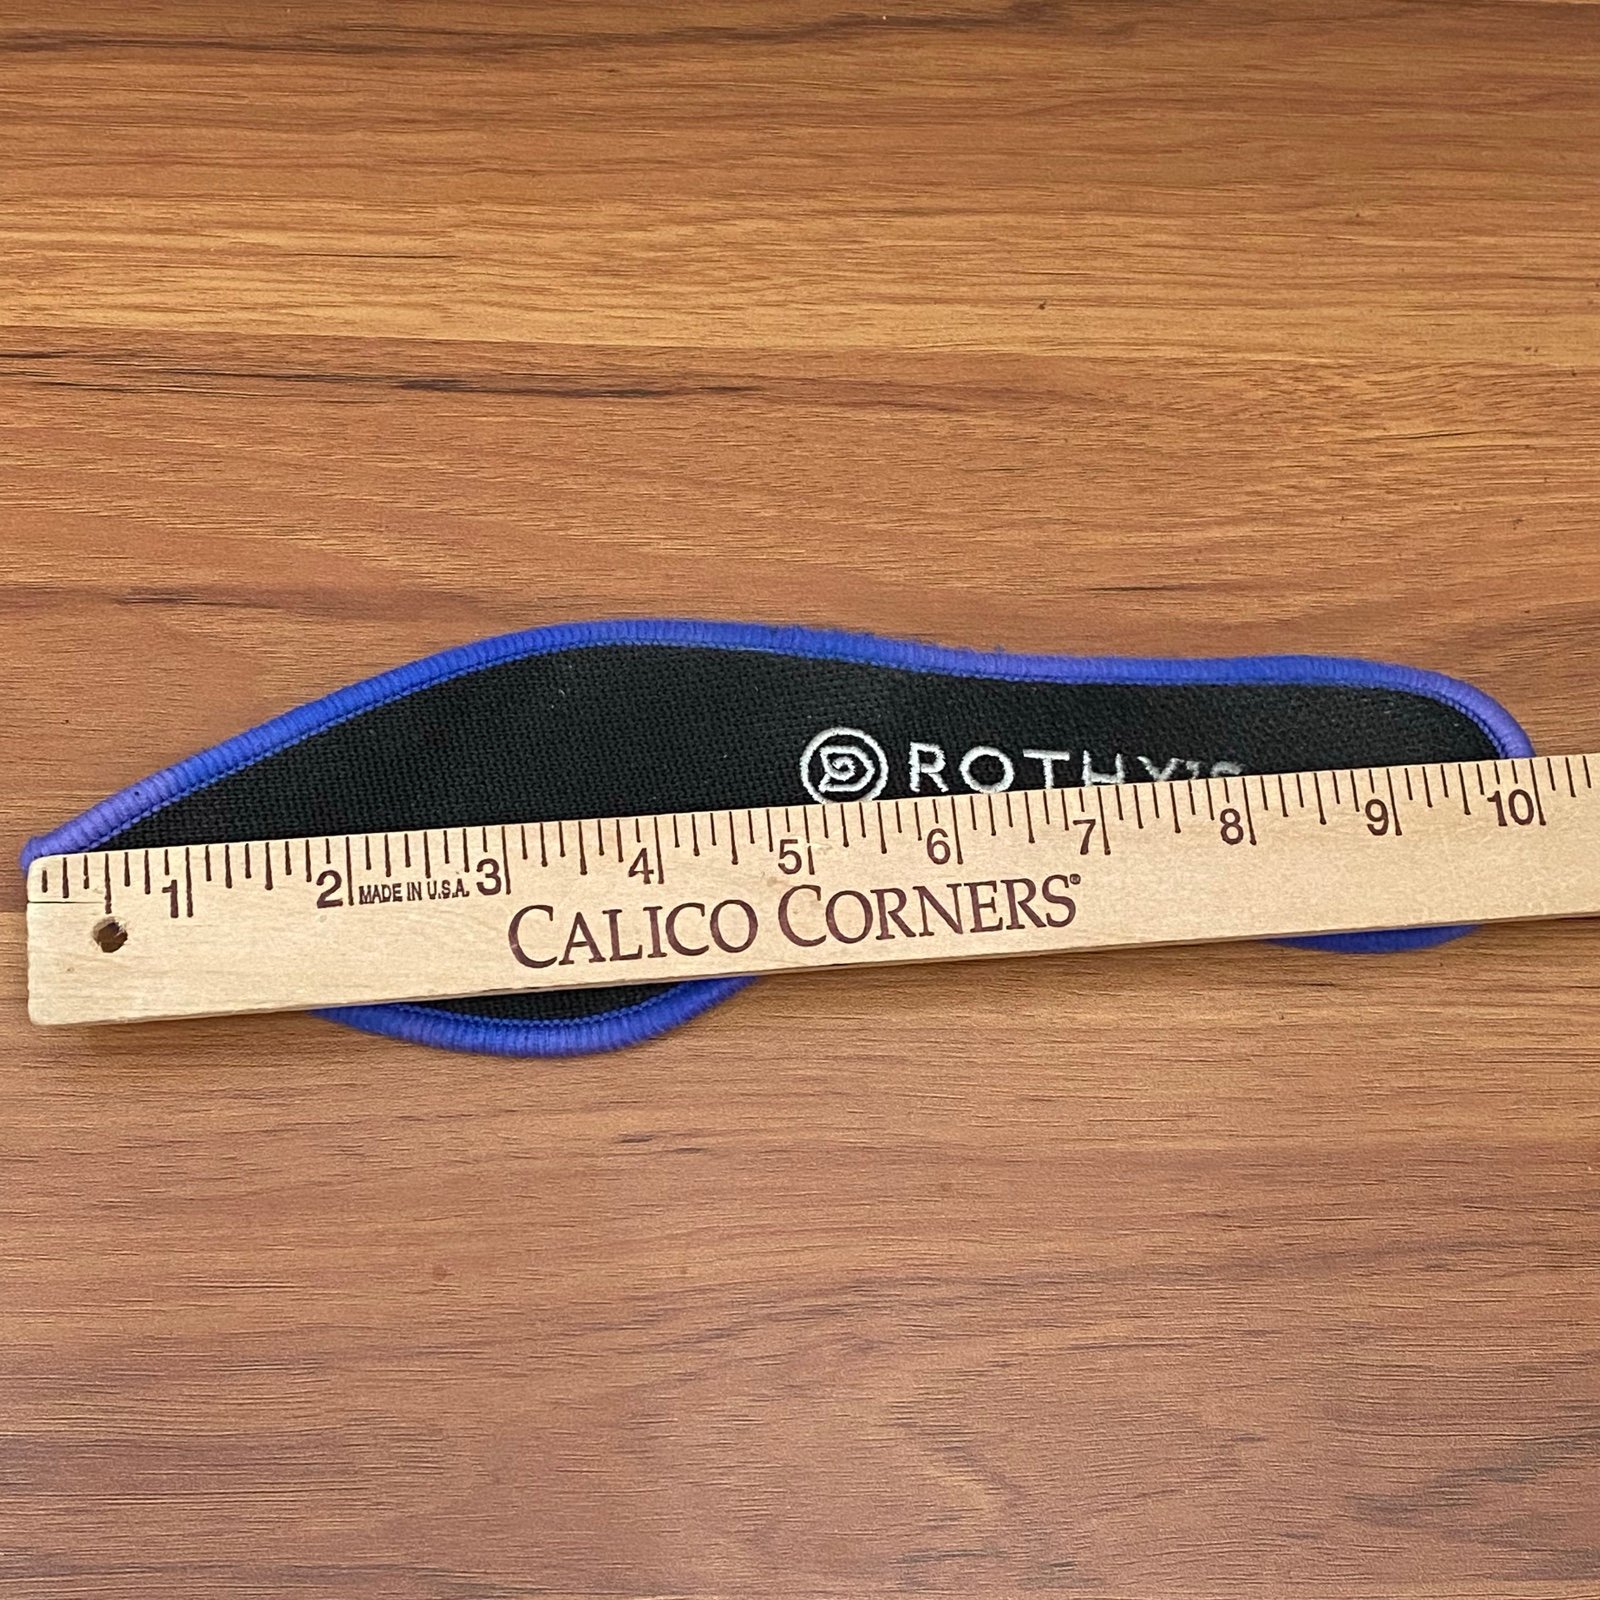 ROTHY'S
1 2 3 4 5 6 7 8 9 10
MADE IN U.S.A.
CALICO CORNERS®